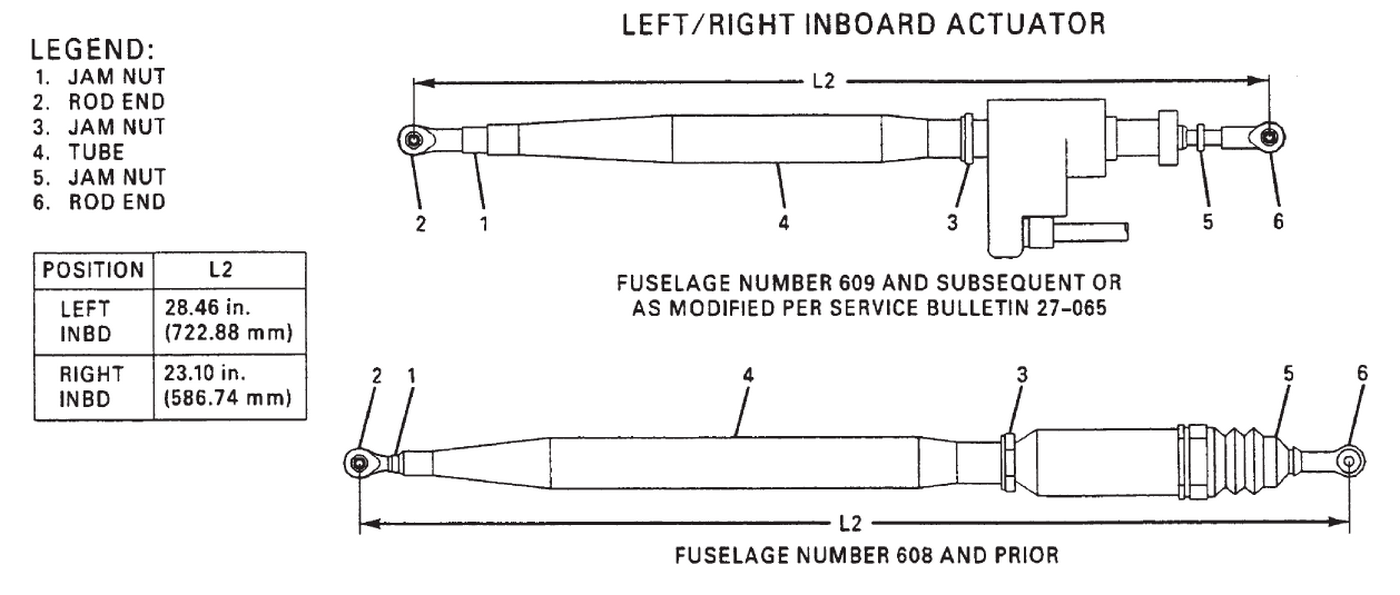 LEFT/RIGHT INBOARD ACTUATOR
LEGEND:
1. JAM NUT
2. ROD END
3. JAM NUT
4. TUBE
5. JAM NUT
6. ROD END
L2
2 1 4 3 5 6
FUSELAGE NUMBER 609 AND SUBSEQUENT OR
AS MODIFIED PER SERVICE BULLETIN 27-065
POSITION L2
LEFT 28.46 in.
INBD (722.88 mm)
RIGHT 23.10 in.
INBD (586.74 mm)
2 1 4 3 5 6
L2
FUSELAGE NUMBER 608 AND PRIOR